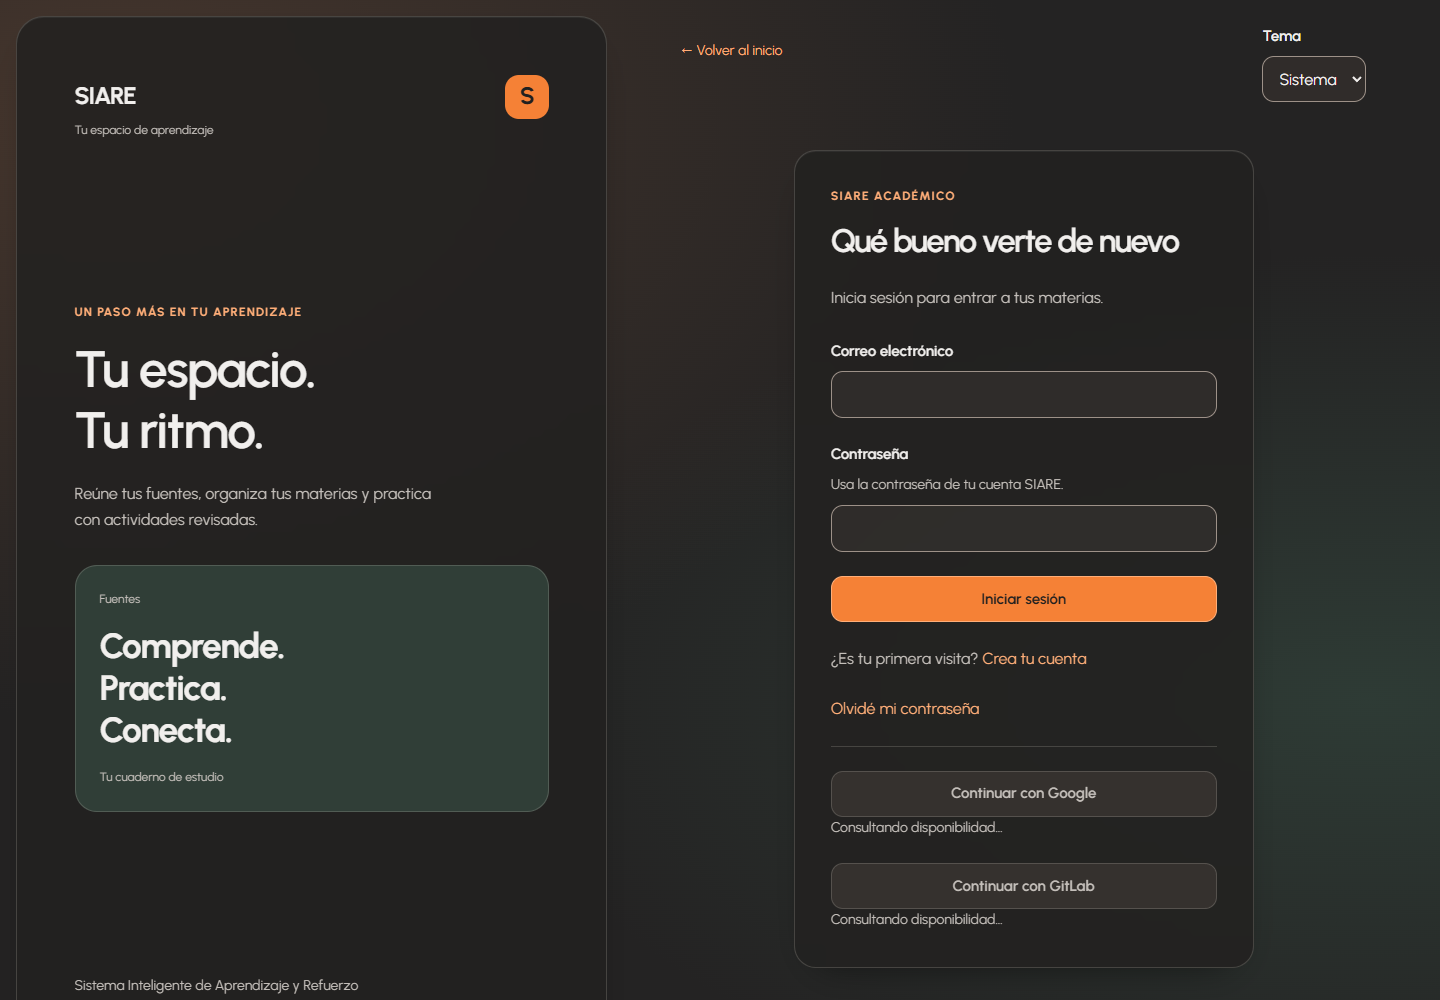 SIARE
S
Tu espacio de aprendizaje
UN PASO MÁS EN TU APRENDIZAJE
Tu espacio.
Tu ritmo.
Reúne tus fuentes, organiza tus materias y practica
con actividades revisadas.
Fuentes
Comprende.
Practica.
Conecta.
Tu cuaderno de estudio
Sistema Inteligente de Aprendizaje y Refuerzo
← Volver al inicio
Tema
Sistema
SIARE ACADÉMICO
Qué bueno verte de nuevo
Inicia sesión para entrar a tus materias.
Correo electrónico
Contraseña
Usa la contraseña de tu cuenta SIARE.
Iniciar sesión
¿Es tu primera visita? Crea tu cuenta
Olvidé mi contraseña
Continuar con Google
Consultando disponibilidad…
Continuar con GitLab
Consultando disponibilidad…